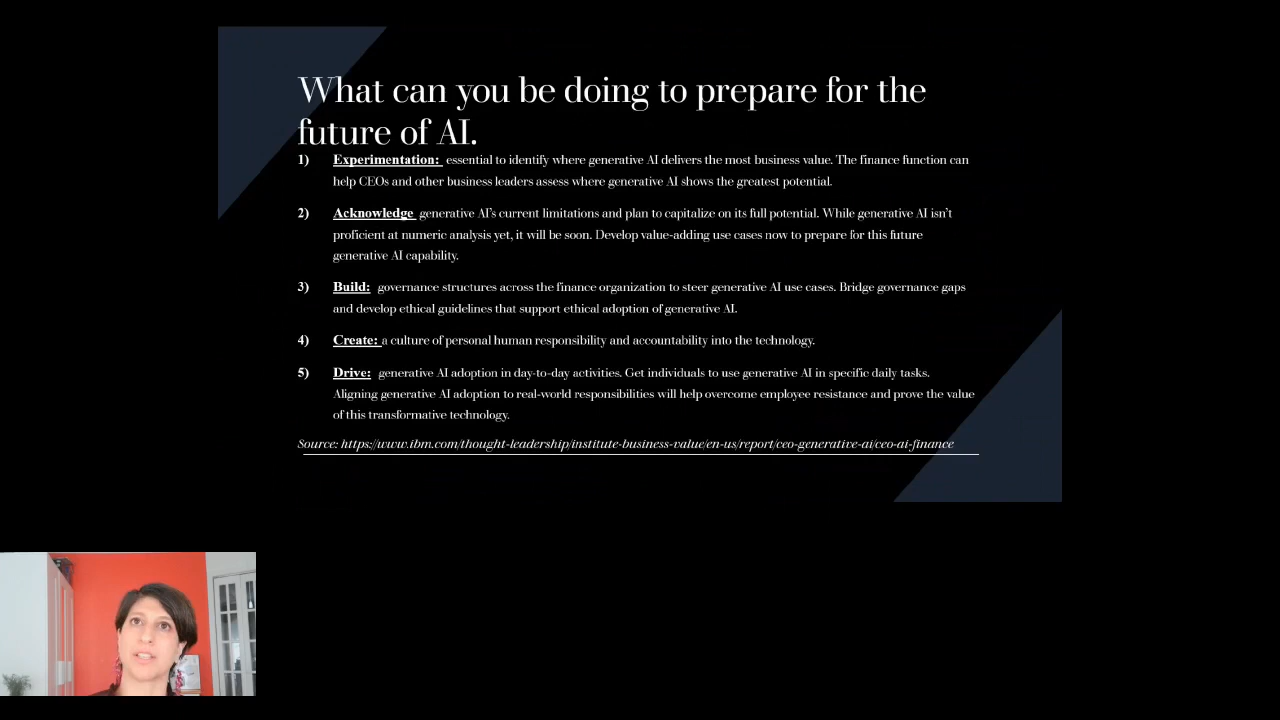 What can you be doing to prepare for the
future of AI.
1) Experimentation: essential to identify where generative AI delivers the most business value. The finance function can
help CEOs and other business leaders assess where generative AI shows the greatest potential.
2) Acknowledge generative AI's current limitations and plan to capitalize on its full potential. While generative AI isn't
proficient at numeric analysis yet, it will be soon. Develop value-adding use cases now to prepare for this future
generative AI capability.
3) Build: governance structures across the finance organization to steer generative AI use cases. Bridge governance gaps
and develop ethical guidelines that support ethical adoption of generative AI.
4) Create: a culture of personal human responsibility and accountability into the technology.
5) Drive: generative AI adoption in day-to-day activities. Get individuals to use generative AI in specific daily tasks.
Aligning generative AI adoption to real-world responsibilities will help overcome employee resistance and prove the value
of this transformative technology.
Source: https://www.ibm.com/thought-leadership/institute-business-value/en-us/report/ceo-generative-ai/ceo-ai-finance